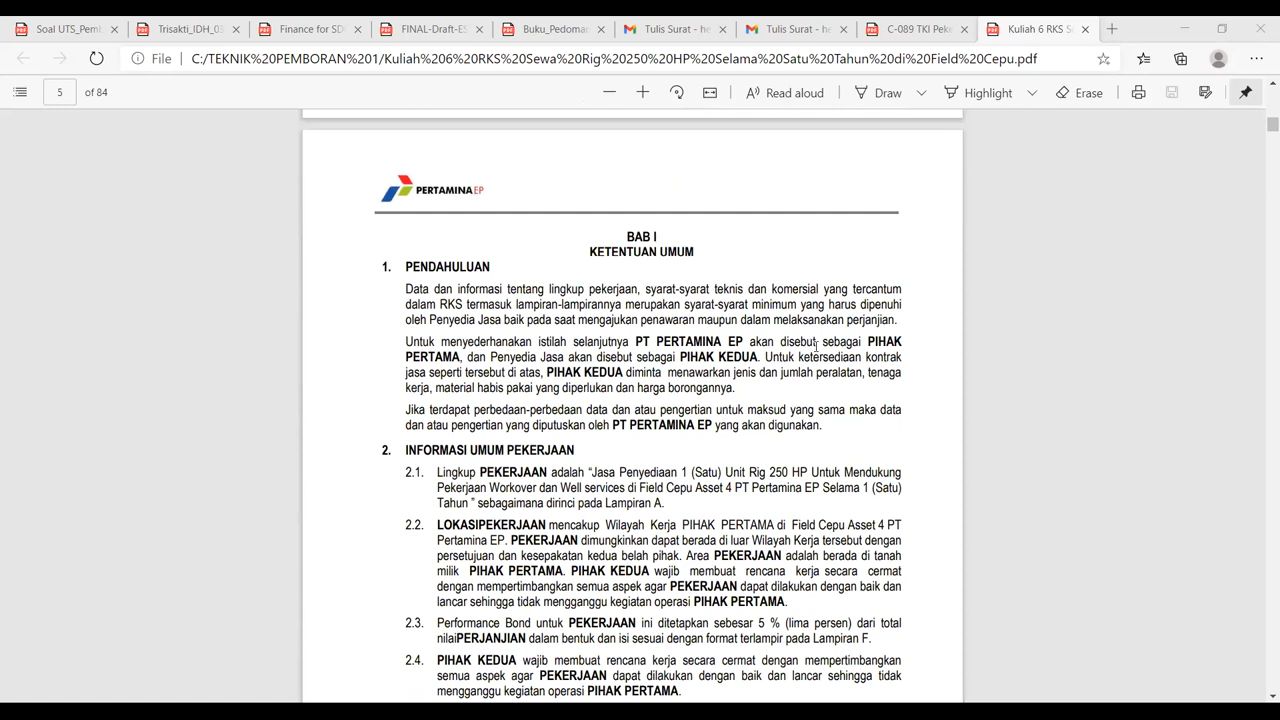 Soal UTS_Pemb
Trisakti_IDH_03
Finance for SD
FINAL-Draft-ES
Buku_Pedoman
Tulis Surat - he
Tulis Surat - ha
C-089 TKI Peke
Kuliah 6 RKS Se
File
C:/TEKNIK%20PEMBORAN%201/Kuliah%206%20RKS%20Sewa%20Rig%20250%20HP%20Selama%20Satu%20Tahun%20di%20Field%20Cepu.pdf
5 of 84
Read aloud
Draw
Highlight
Erase
PERTAMINA EP
BAB I
KETENTUAN UMUM
1. PENDAHULUAN
Data dan informasi tentang lingkup pekerjaan, syarat-syarat teknis dan komersial yang tercantum
dalam RKS termasuk lampiran-lampirannya merupakan syarat-syarat minimum yang harus dipenuhi
oleh Penyedia Jasa baik pada saat mengajukan penawaran maupun dalam melaksanakan perjanjian.
Untuk menyederhanakan istilah selanjutnya PT PERTAMINA EP akan disebut sebagai PIHAK
PERTAMA, dan Penyedia Jasa akan disebut sebagai PIHAK KEDUA. Untuk ketersediaan kontrak
jasa seperti tersebut di atas, PIHAK KEDUA diminta menawarkan jenis dan jumlah peralatan, tenaga
kerja, material habis pakai yang diperlukan dan harga borongannya.
Jika terdapat perbedaan-perbedaan data dan atau pengertian untuk maksud yang sama maka data
dan atau pengertian yang diputuskan oleh PT PERTAMINA EP yang akan digunakan.
2. INFORMASI UMUM PEKERJAAN
2.1. Lingkup PEKERJAAN adalah “Jasa Penyediaan 1 (Satu) Unit Rig 250 HP Untuk Mendukung
Pekerjaan Workover dan Well services di Field Cepu Asset 4 PT Pertamina EP Selama 1 (Satu)
Tahun ” sebagaimana dirinci pada Lampiran A.
2.2. LOKASIPEKERJAAN mencakup Wilayah Kerja PIHAK PERTAMA di Field Cepu Asset 4 PT
Pertamina EP. PEKERJAAN dimungkinkan dapat berada di luar Wilayah Kerja tersebut dengan
persetujuan dan kesepakatan kedua belah pihak. Area PEKERJAAN adalah berada di tanah
milik PIHAK PERTAMA. PIHAK KEDUA wajib membuat rencana kerja secara cermat
dengan mempertimbangkan semua aspek agar PEKERJAAN dapat dilakukan dengan baik dan
lancar sehingga tidak mengganggu kegiatan operasi PIHAK PERTAMA.
2.3. Performance Bond untuk PEKERJAAN ini ditetapkan sebesar 5 % (lima persen) dari total
nilaiPERJANJIAN dalam bentuk dan isi sesuai dengan format terlampir pada Lampiran F.
2.4. PIHAK KEDUA wajib membuat rencana kerja secara cermat dengan mempertimbangkan
semua aspek agar PEKERJAAN dapat dilakukan dengan baik dan lancar sehingga tidak
mengganggu kegiatan operasi PIHAK PERTAMA.